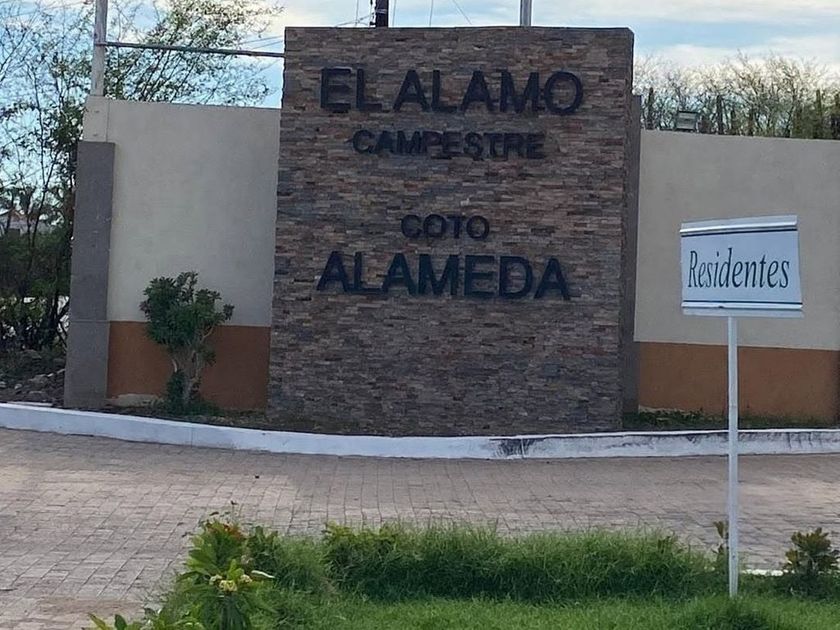 EL ALAMO
CAMPESTRE
COTO
ALAMEDA
Residentes